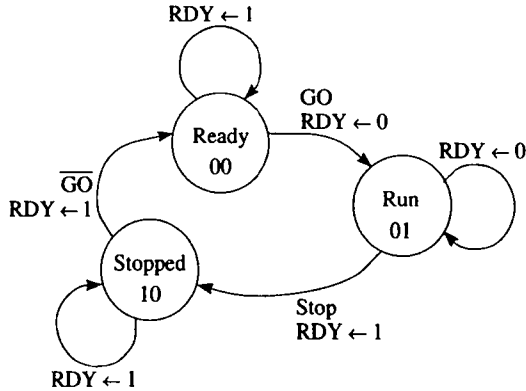 RDY ← 1
GO
RDY ← 0
Ready
00
RDY ← 0
G̅O̅
RDY ← 1
Run
01
Stopped
10
Stop
RDY ← 1
RDY ← 1